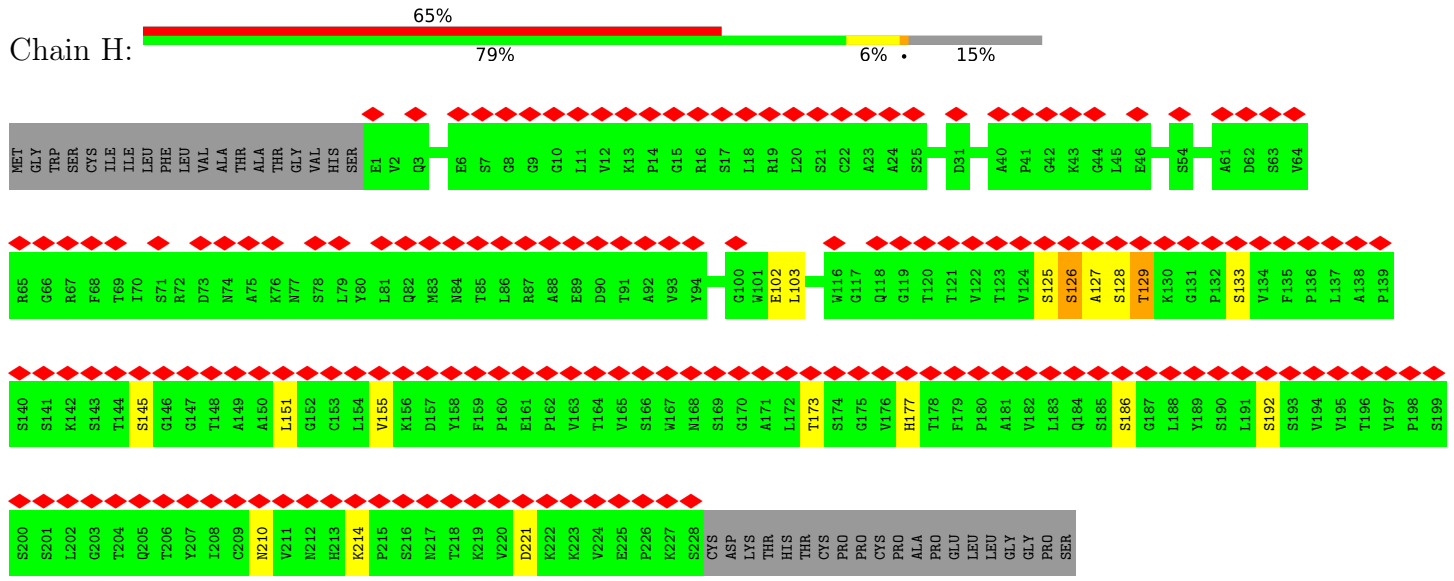 65%
Chain H:
79% 6% • 15%
MET GLY TRP SER CYS ILE ILE LEU PHE LEU VAL ALA THR ALA THR GLY VAL HIS SER E1 V2 Q3 E6 S7 G8 G9 G10 L11 V12 K13 P14 G15 R16 S17 L18 R19 L20 S21 C22 A23 A24 S25 D31 A40 P41 G42 K43 G44 L45 E46 S54 A61 D62 S63 V64
R65 G66 R67 F68 T69 I70 S71 R72 D73 N74 A75 K76 N77 S78 L79 Y80 L81 Q82 M83 N84 T85 L86 R87 A88 E89 D90 T91 A92 V93 Y94 G100 W101 E102 L103 W116 G117 Q118 G119 T120 T121 V122 T123 V124 S125 S126 A127 S128 T129 K130 G131 P132 S133 V134 F135 P136 L137 A138 P139
S140 S141 K142 S143 T144 S145 G146 G147 T148 A149 A150 L151 G152 C153 L154 V155 K156 D157 Y158 F159 P160 E161 P162 V163 T164 V165 S166 W167 N168 S169 G170 A171 L172 T173 S174 G175 V176 H177 T178 F179 P180 A181 V182 L183 Q184 S185 S186 G187 L188 Y189 S190 L191 S192 S193 V194 V195 T196 V197 P198 S199
S200 S201 L202 G203 T204 Q205 T206 Y207 I208 C209 N210 V211 N212 H213 K214 P215 S216 N217 T218 K219 V220 D221 K222 K223 V224 E225 P226 K227 S228 CYS ASP LYS THR HIS THR CYS PRO PRO CYS PRO ALA PRO GLU LEU LEU GLY GLY PRO SER